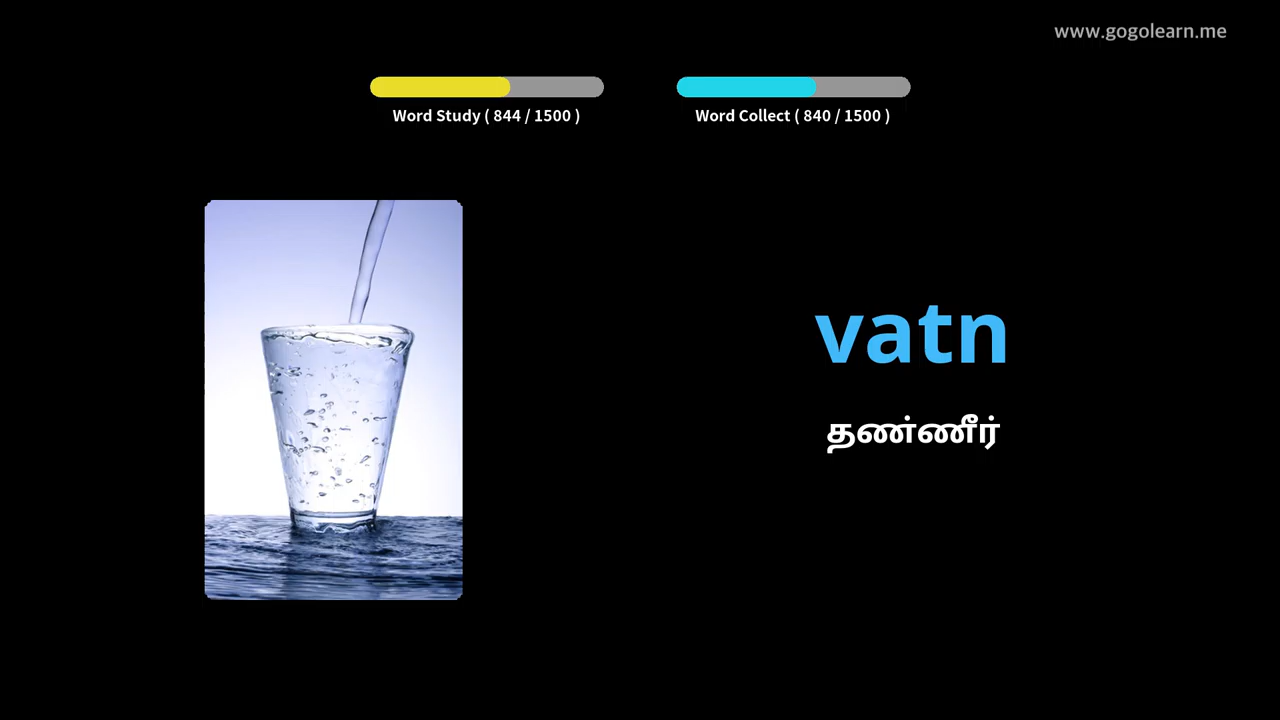 www.gogolearn.me
Word Study ( 844 / 1500 )
Word Collect ( 840 / 1500 )
vatn
தண்ணீர்